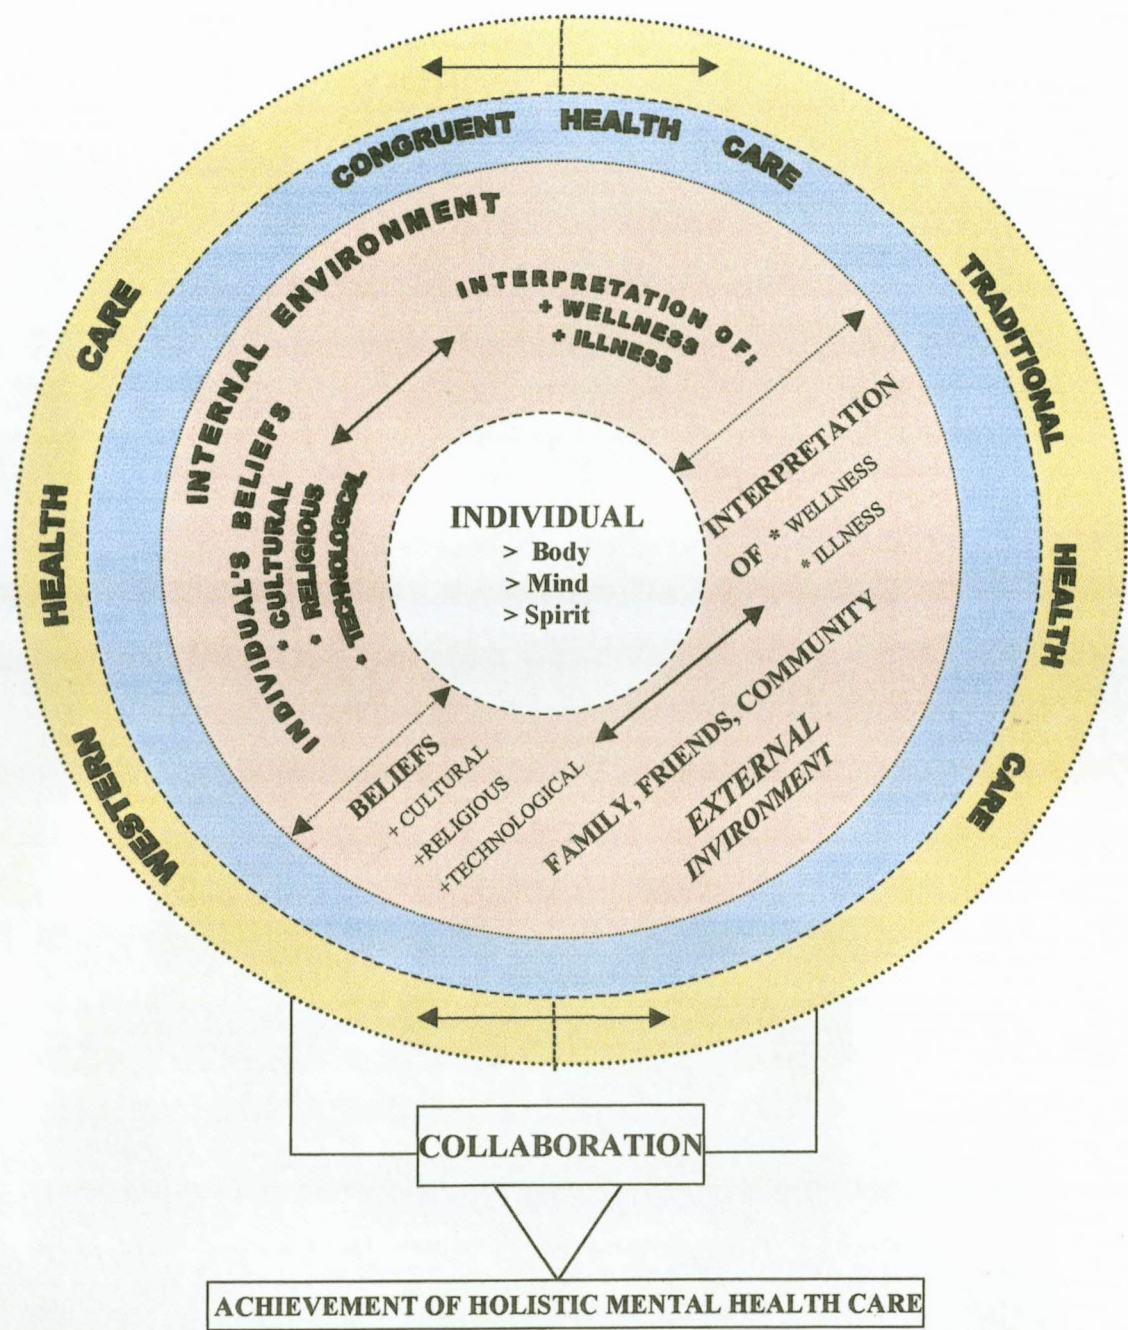 CONGRUENT HEALTH CARE
WESTERN HEALTH CARE
TRADITIONAL HEALTH CARE
INTERNAL ENVIRONMENT
INTERPRETATION OF:
+ WELLNESS
+ ILLNESS
INDIVIDUAL'S BELIEFS
* CULTURAL
* RELIGIOUS
* TECHNOLOGICAL
INDIVIDUAL
> Body
> Mind
> Spirit
INTERPRETATION
OF * WELLNESS
* ILLNESS
BELIEFS
+ CULTURAL
+RELIGIOUS
+TECHNOLOGICAL
FAMILY, FRIENDS, COMMUNITY
EXTERNAL
INVIRONMENT
COLLABORATION
ACHIEVEMENT OF HOLISTIC MENTAL HEALTH CARE